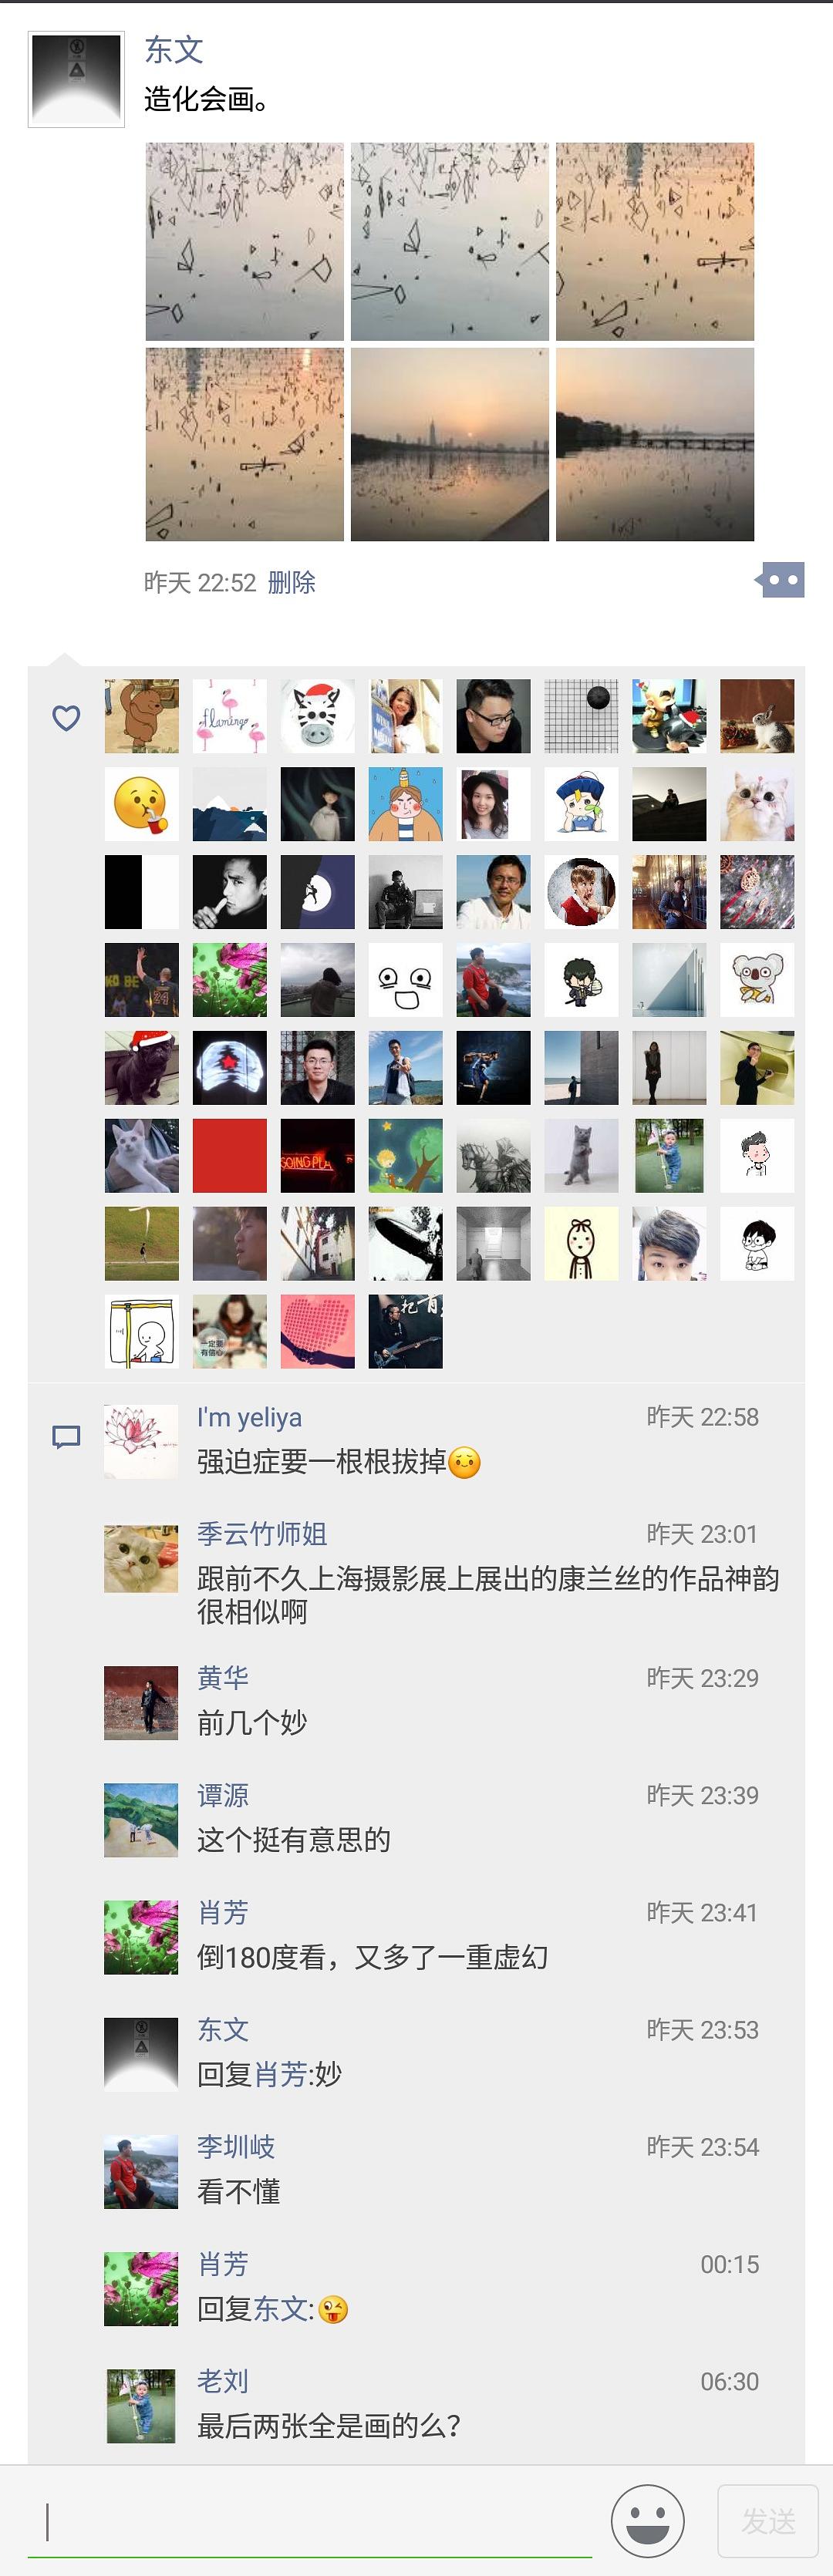 东文
造化会画。
昨天 22:52 删除
flamingo
一定要
有信心
I'm yeliya
昨天 22:58
强迫症要一根根拔掉
季云竹师姐
昨天 23:01
跟前不久上海摄影展上展出的康兰丝的作品神韵
很相似啊
黄华
昨天 23:29
前几个妙
谭源
昨天 23:39
这个挺有意思的
肖芳
昨天 23:41
倒180度看，又多了一重虚幻
东文
昨天 23:53
回复肖芳:妙
李圳岐
昨天 23:54
看不懂
肖芳
00:15
回复东文:
老刘
06:30
最后两张全是画的么？
发送